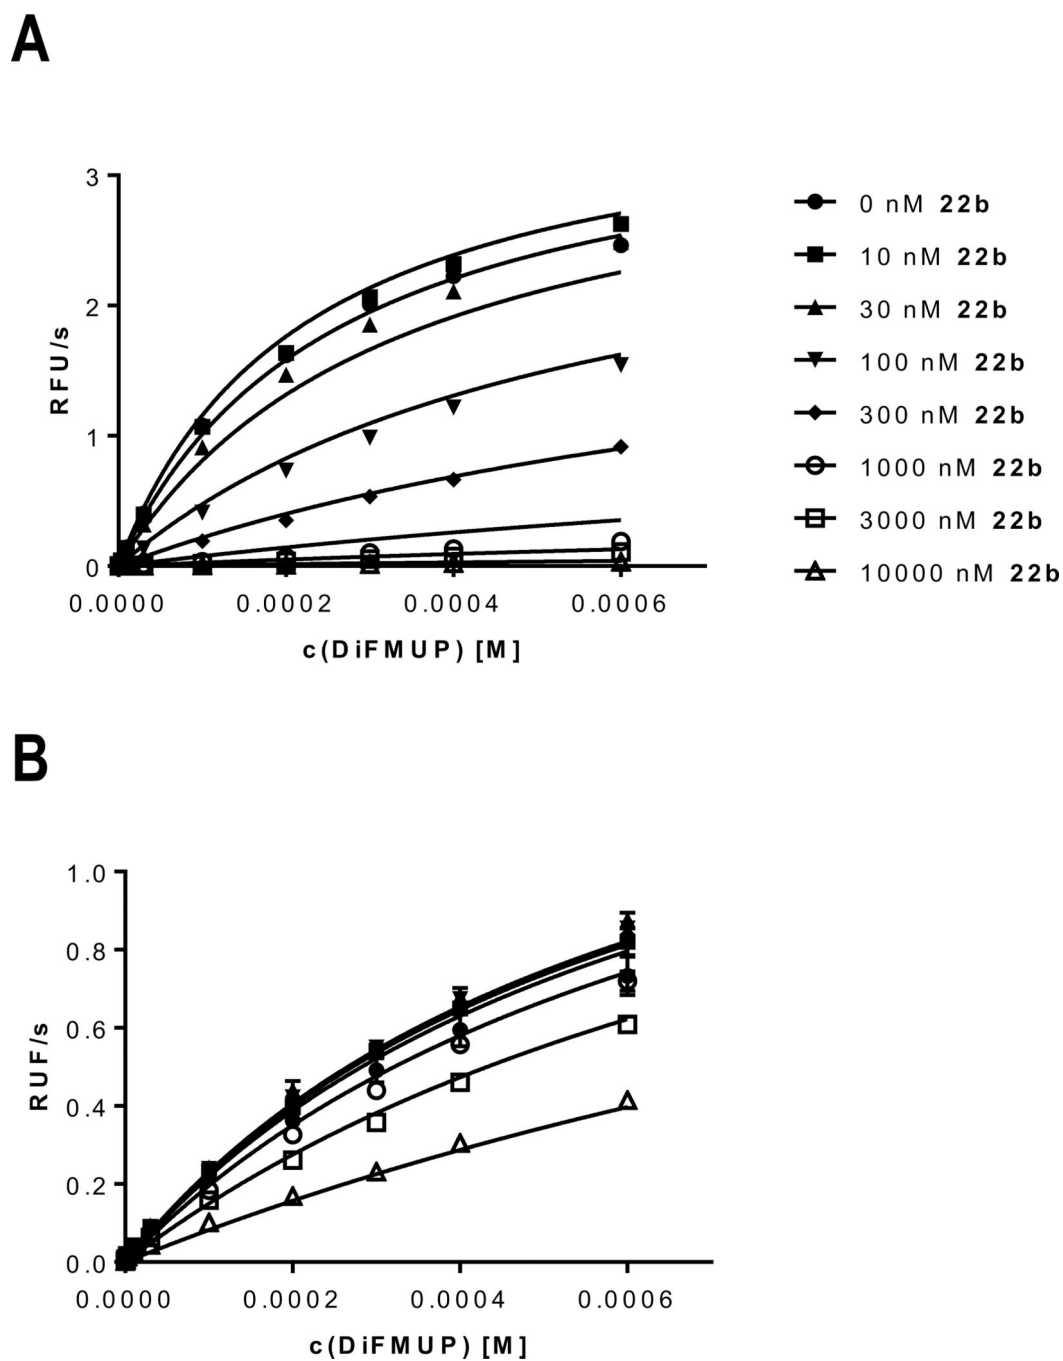 A
3
2
1
0
RFU/s
0.0000 0.0002 0.0004 0.0006
c(DiFMUP) [M]
0 nM 22b
10 nM 22b
30 nM 22b
100 nM 22b
300 nM 22b
1000 nM 22b
3000 nM 22b
10000 nM 22b
B
1.0
0.8
0.6
0.4
0.2
0.0
RUF/s
0.0000 0.0002 0.0004 0.0006
c(DiFMUP) [M]